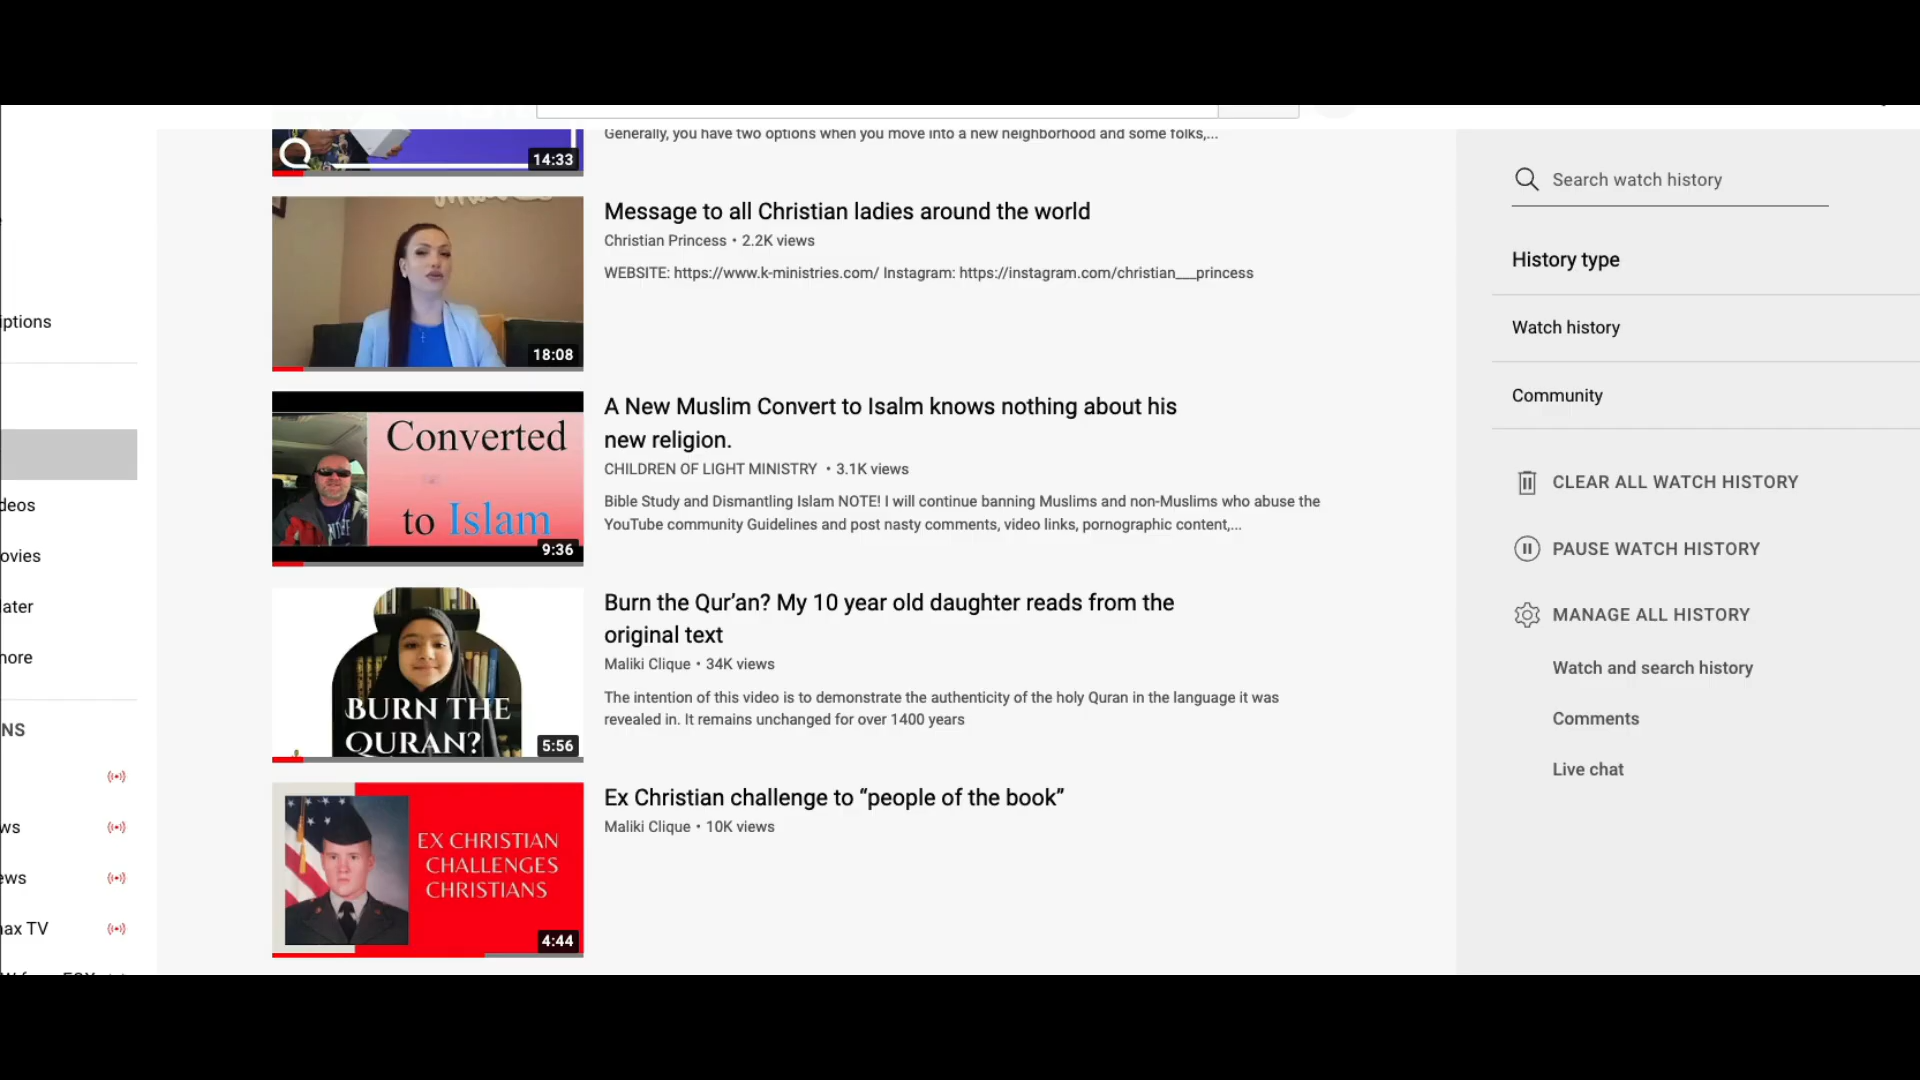 Generally, you have two options when you move into a new neighborhood and some folks,...
14:33
Message to all Christian ladies around the world
Christian Princess • 2.2K views
WEBSITE: https://www.k-ministries.com/ Instagram: https://instagram.com/christian___princess
18:08
A New Muslim Convert to Isalm knows nothing about his
new religion.
CHILDREN OF LIGHT MINISTRY • 3.1K views
Bible Study and Dismantling Islam NOTE! I will continue banning Muslims and non-Muslims who abuse the
YouTube community Guidelines and post nasty comments, video links, pornographic content,...
Converted
to Islam
9:36
Burn the Qur’an? My 10 year old daughter reads from the
original text
Maliki Clique • 34K views
The intention of this video is to demonstrate the authenticity of the holy Quran in the language it was
revealed in. It remains unchanged for over 1400 years
BURN THE
QURAN?
5:56
Ex Christian challenge to “people of the book”
Maliki Clique • 10K views
EX CHRISTIAN
CHALLENGES
CHRISTIANS
4:44
iptions
deos
ovies
ater
nore
NS
ws
ews
ax TV
Search watch history
History type
Watch history
Community
CLEAR ALL WATCH HISTORY
PAUSE WATCH HISTORY
MANAGE ALL HISTORY
Watch and search history
Comments
Live chat